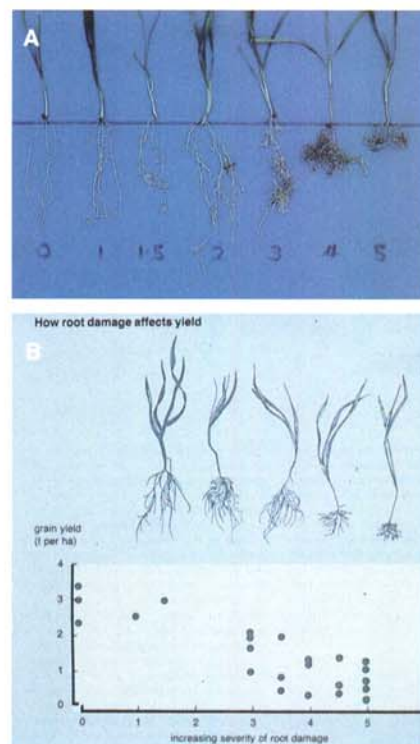 A
0 1 1·5 2 3 4 5
How root damage affects yield
B
grain yield
(t per ha)
4
3
2
1
0
0 1 2 3 4 5
increasing severity of root damage